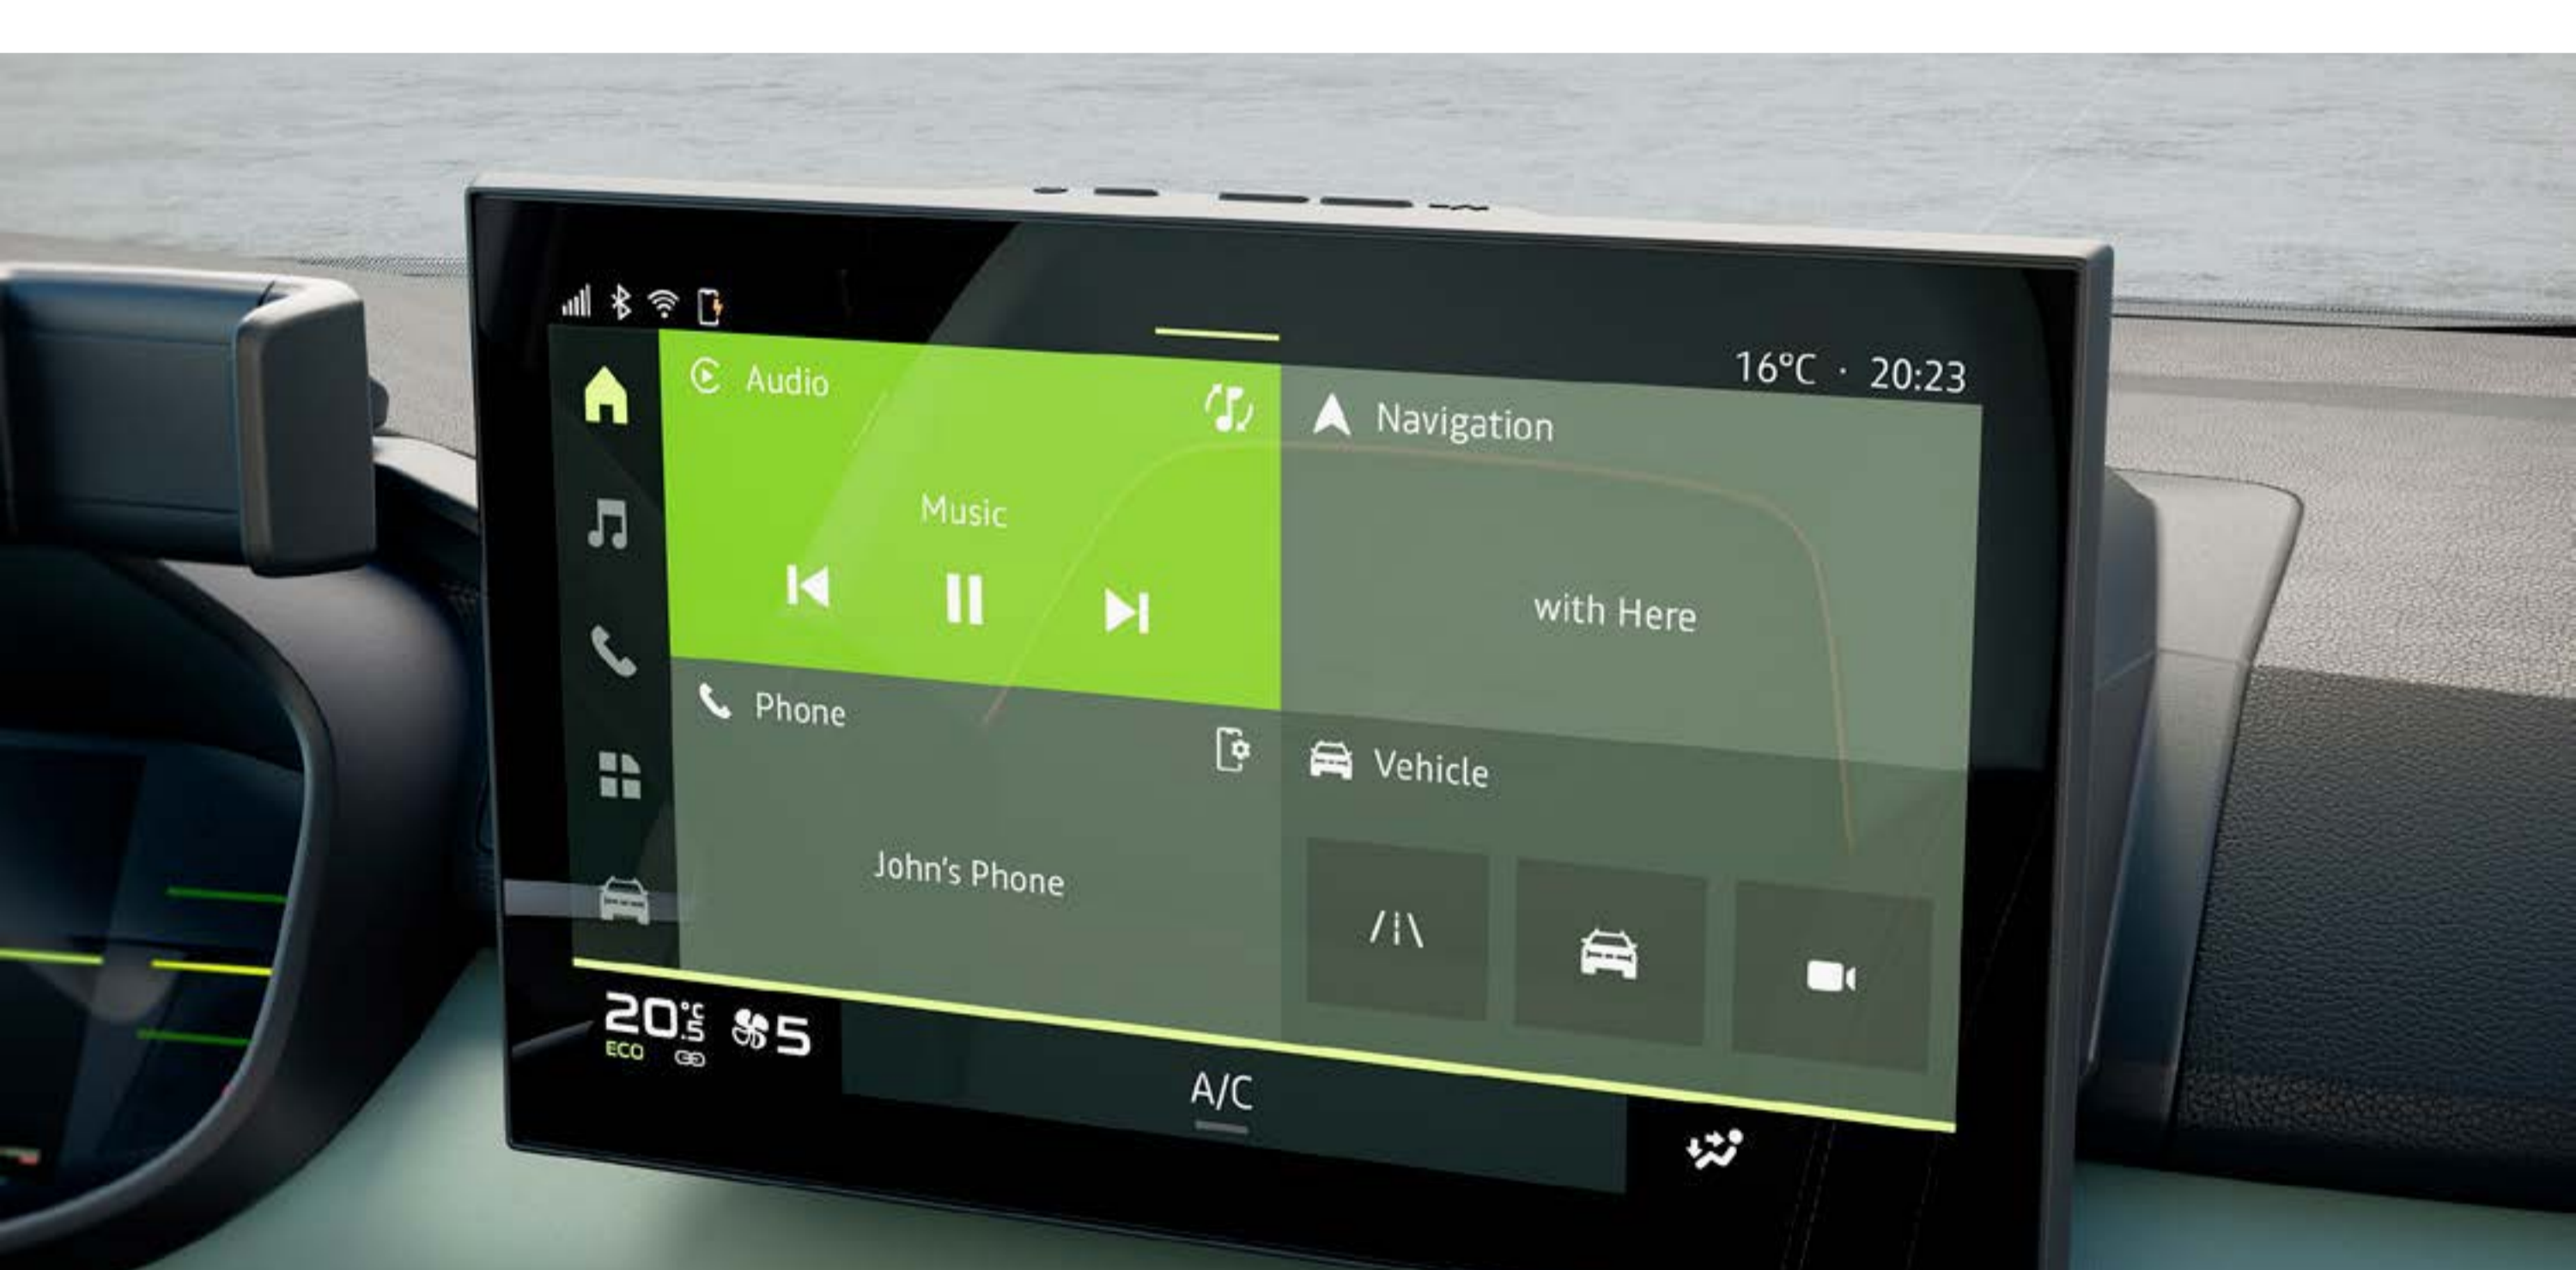 16°C · 20:23
Audio
Navigation
Music
with Here
Phone
Vehicle
John's Phone
20.5 °C
5
ECO
A/C